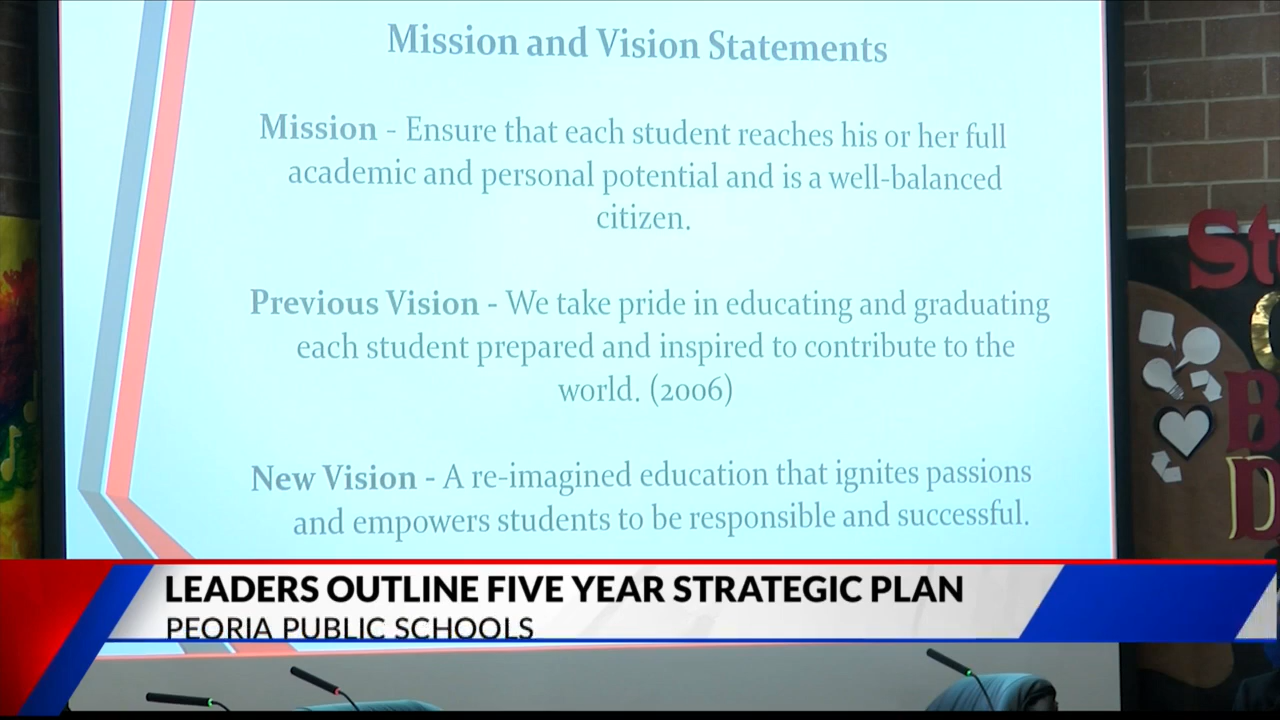 Mission and Vision Statements
Mission - Ensure that each student reaches his or her full
academic and personal potential and is a well-balanced
citizen.
Previous Vision - We take pride in educating and graduating
each student prepared and inspired to contribute to the
world. (2006)
New Vision - A re-imagined education that ignites passions
and empowers students to be responsible and successful.
LEADERS OUTLINE FIVE YEAR STRATEGIC PLAN
PEORIA PUBLIC SCHOOLS